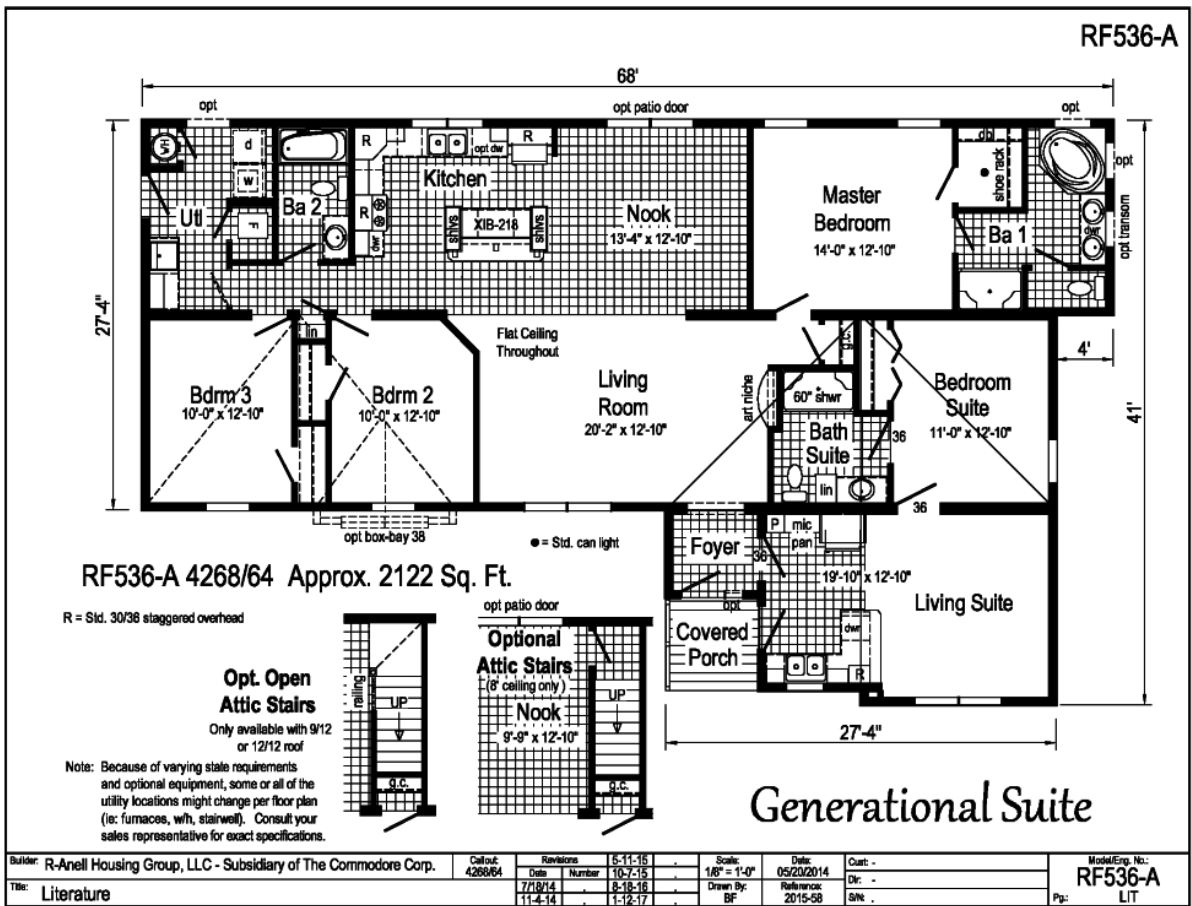 RF536-A
68'
opt
opt patio door
opt
27'-4"
WH
d
w
Utl
F
Ba 2
R
opt dw
R
Kitchen
R
dwr
shlvs
XIB-218
shlvs
Nook
13'-4" x 12'-10"
Master
Bedroom
14'-0" x 12'-10"
dbl
shoe rack
opt
opt transom
dwr
Ba 1
4'
41'
lin
Bdrm 3
10'-0" x 12'-10"
Bdrm 2
10'-0" x 12'-10"
Flat Ceiling
Throughout
Living
Room
20'-2" x 12'-10"
art niche
g.c.
60" shwr
Bath
Suite
lin
36
Bedroom
Suite
11'-0" x 12'-10"
36
opt box-bay 38
● = Std. can light
Foyer
36
P
mic
pan
19'-10" x 12'-10"
Living Suite
opt
Covered
Porch
dwr
R
27'-4"
RF536-A 4268/64 Approx. 2122 Sq. Ft.
R = Std. 30/36 staggered overhead
Opt. Open
Attic Stairs
Only available with 9/12
or 12/12 roof
railing
UP
g.c.
opt patio door
Optional
Attic Stairs
(8' ceiling only )
Nook
9'-9" x 12'-10"
UP
g.c.
Note: Because of varying state requirements
and optional equipment, some or all of the
utility locations might change per floor plan
(ie: furnaces, w/h, stairwell). Consult your
sales representative for exact specifications.
Generational Suite
Builder: R-Anell Housing Group, LLC - Subsidiary of The Commodore Corp.
Title: Literature
Callout:
4268/64
Revisions
Date Number
7/18/14 .
11-4-14 .
5-11-15 .
10-7-15 .
8-18-16 .
1-12-17 .
Scale:
1/8" = 1'-0"
Drawn By:
BF
Date:
05/20/2014
Reference:
2015-58
Cust: -
Dlr: -
S/N: .
Model/Eng. No.:
RF536-A
Pg.: LIT